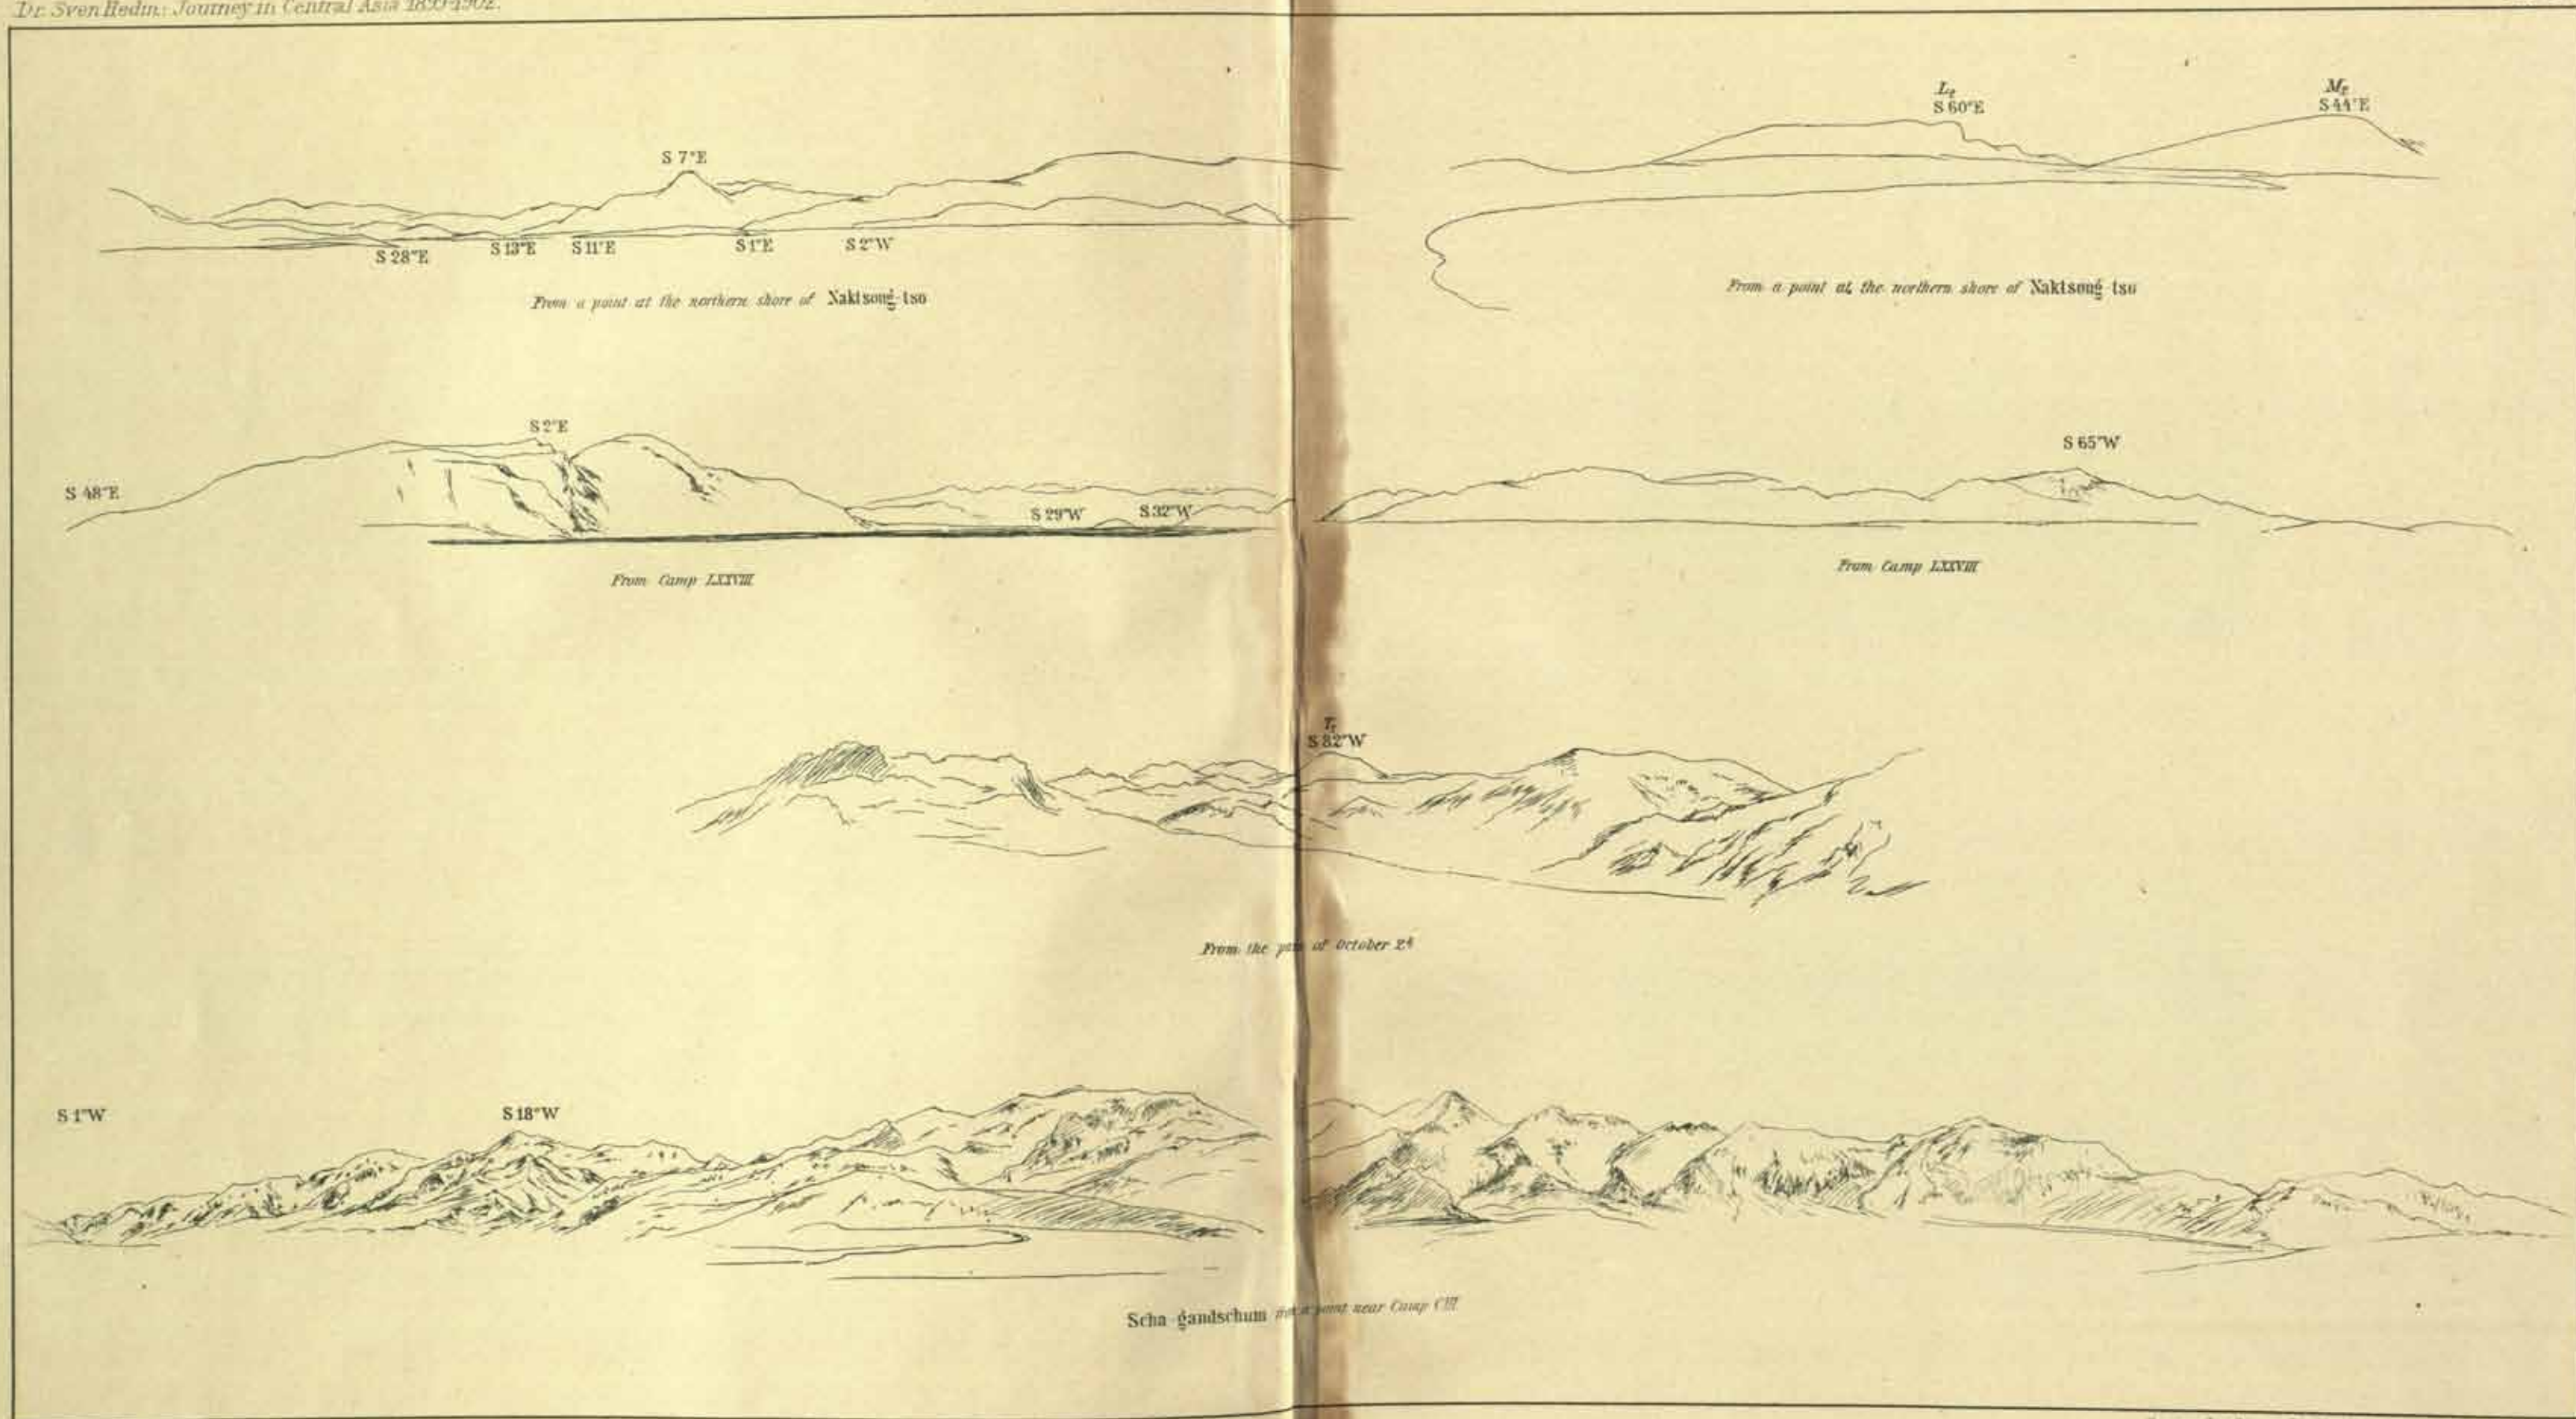 Dr. Sven Hedin: Journey in Central Asia 1899-1902.
S 7°E
S 28°E S 13°E S 11°E S 1°E S 2°W
From a point at the northern shore of Naktsong-tso
L2
S 60°E
M2
S 44°E
From a point at the northern shore of Naktsong-tso
S 48°E
S 2°E
S 29°W S 32°W
From Camp LXXVIII
S 65°W
From Camp LXXVIII
S 82°W
From the pass of October 2d
S 1°W
S 18°W
Scha-gandschum point near Camp CIII